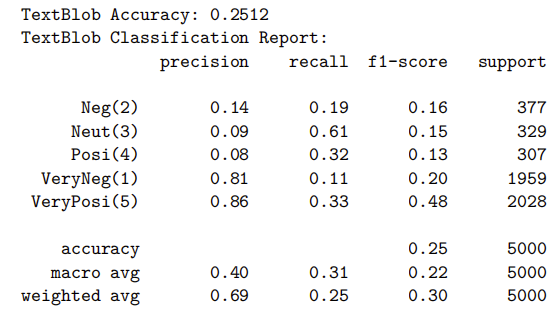 TextBlob Accuracy: 0.2512
TextBlob Classification Report:
precision recall f1-score support
Neg(2) 0.14 0.19 0.16 377
Neut(3) 0.09 0.61 0.15 329
Posi(4) 0.08 0.32 0.13 307
VeryNeg(1) 0.81 0.11 0.20 1959
VeryPosi(5) 0.86 0.33 0.48 2028
accuracy 0.25 5000
macro avg 0.40 0.31 0.22 5000
weighted avg 0.69 0.25 0.30 5000